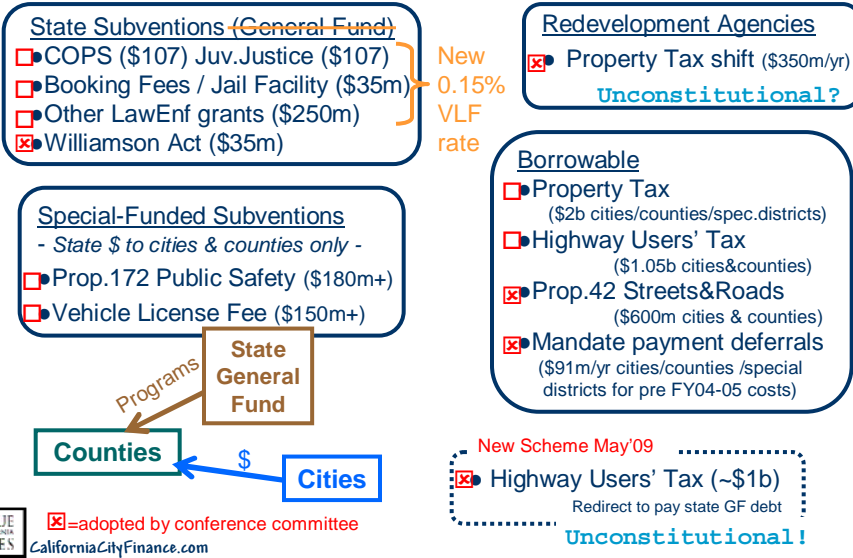 State Subventions (General Fund)
COPS ($107) Juv.Justice ($107)
Booking Fees / Jail Facility ($35m)
Other LawEnf grants ($250m)
Williamson Act ($35m)
New
0.15%
VLF
rate
Redevelopment Agencies
Property Tax shift ($350m/yr)
Unconstitutional?
Special-Funded Subventions
- State $ to cities & counties only -
Prop.172 Public Safety ($180m+)
Vehicle License Fee ($150m+)
Borrowable
Property Tax
($2b cities/counties/spec.districts)
Highway Users' Tax
($1.05b cities&counties)
Prop.42 Streets&Roads
($600m cities & counties)
Mandate payment deferrals
($91m/yr cities/counties /special
districts for pre FY04-05 costs)
State
General
Fund
Programs
Counties
$
Cities
New Scheme May'09
Highway Users' Tax (~$1b)
Redirect to pay state GF debt
Unconstitutional!
=adopted by conference committee
CaliforniaCityFinance.com